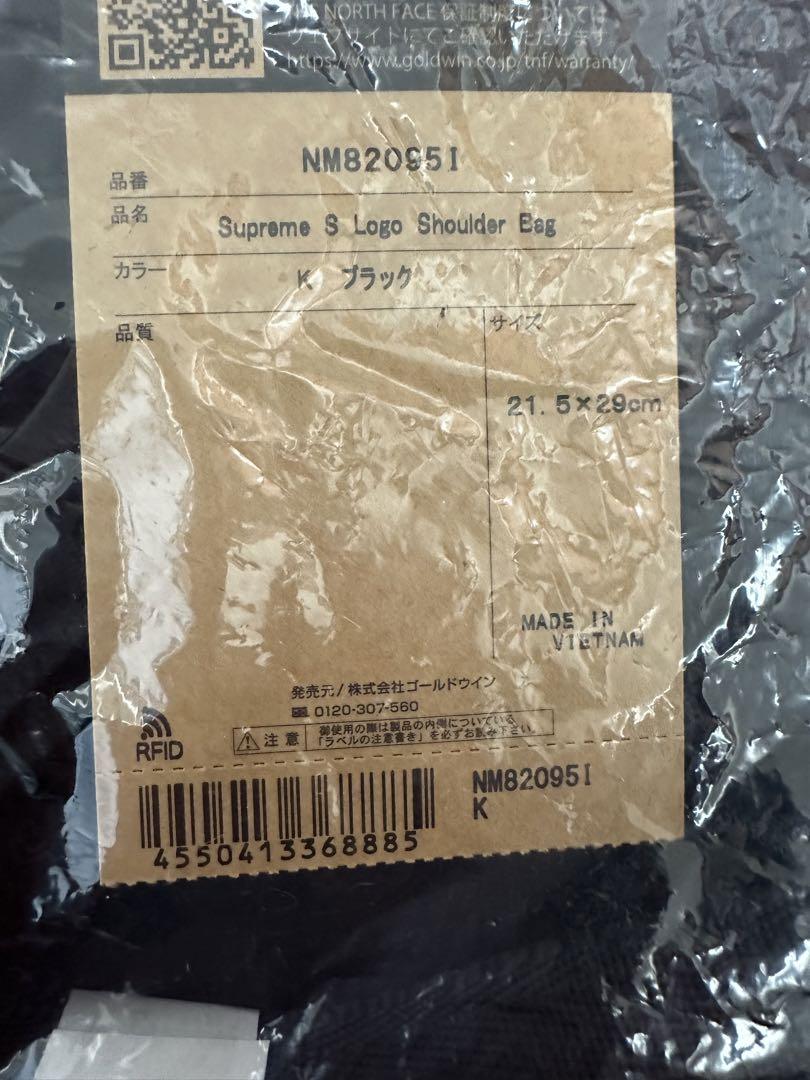 THE NORTH FACE 保証制度については
ウェブサイトにてご確認いただけます
https://www.goldwin.co.jp/tnf/warranty/
品番 NM82095I
品名 Supreme S Logo Shoulder Bag
カラー K ブラック
品質 サイズ
21.5×29cm
MADE IN
VIETNAM
発売元/株式会社ゴールドウイン
0120-307-560
RFID
注意 御使用の際は製品の内側についている
「ラベルの注意書き」を必ずお読み下さい。
NM82095I
K
4550413368885